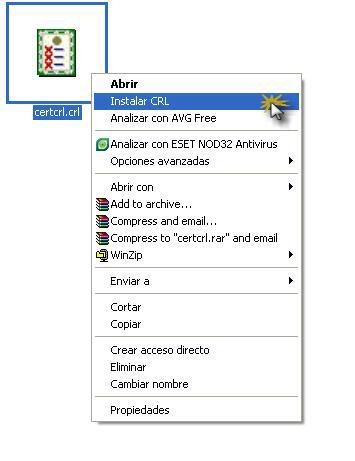 certcrl.crl
Abrir
Instalar CRL
Analizar con AVG Free
Analizar con ESET NOD32 Antivirus
Opciones avanzadas
Abrir con
Add to archive...
Compress and email...
Compress to "certcrl.rar" and email
WinZip
Enviar a
Cortar
Copiar
Crear acceso directo
Eliminar
Cambiar nombre
Propiedades